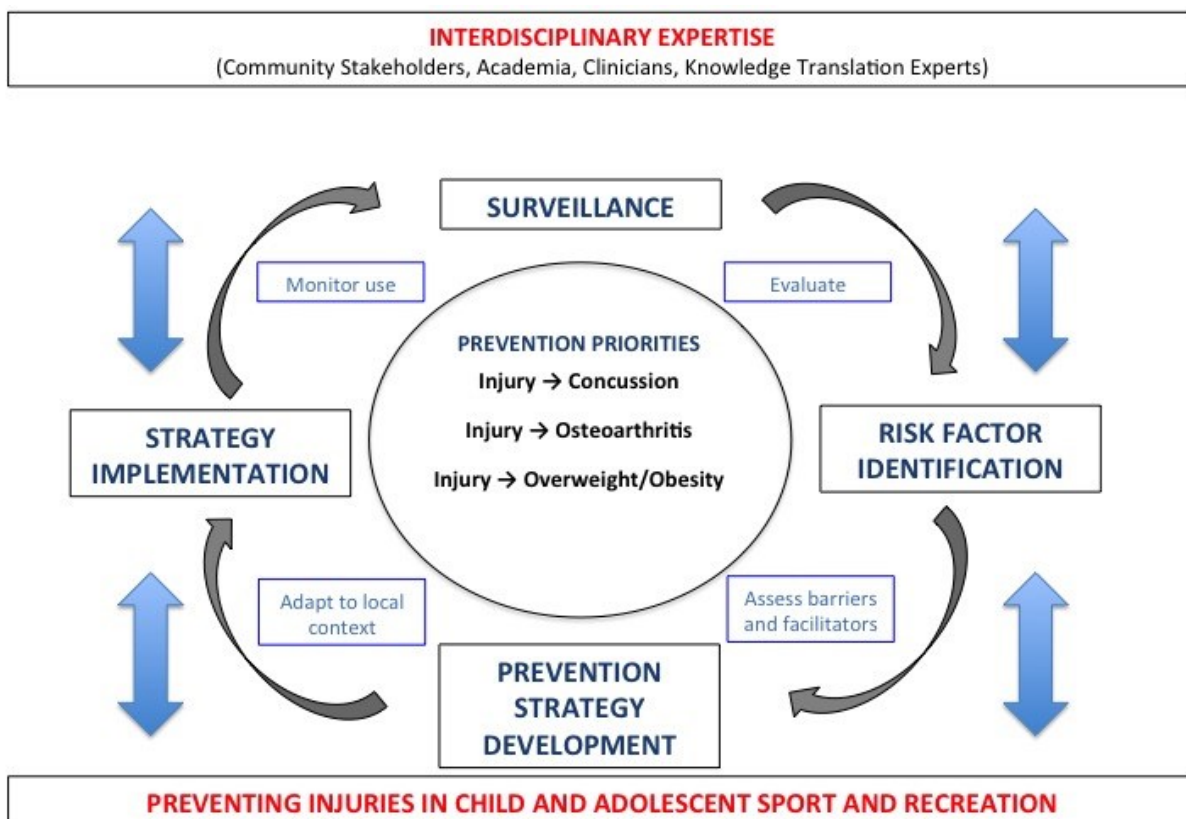 INTERDISCIPLINARY EXPERTISE
(Community Stakeholders, Academia, Clinicians, Knowledge Translation Experts)
SURVEILLANCE
Monitor use
Evaluate
PREVENTION PRIORITIES
Injury → Concussion
Injury → Osteoarthritis
Injury → Overweight/Obesity
STRATEGY
IMPLEMENTATION
RISK FACTOR
IDENTIFICATION
Adapt to local
context
Assess barriers
and facilitators
PREVENTION
STRATEGY
DEVELOPMENT
PREVENTING INJURIES IN CHILD AND ADOLESCENT SPORT AND RECREATION